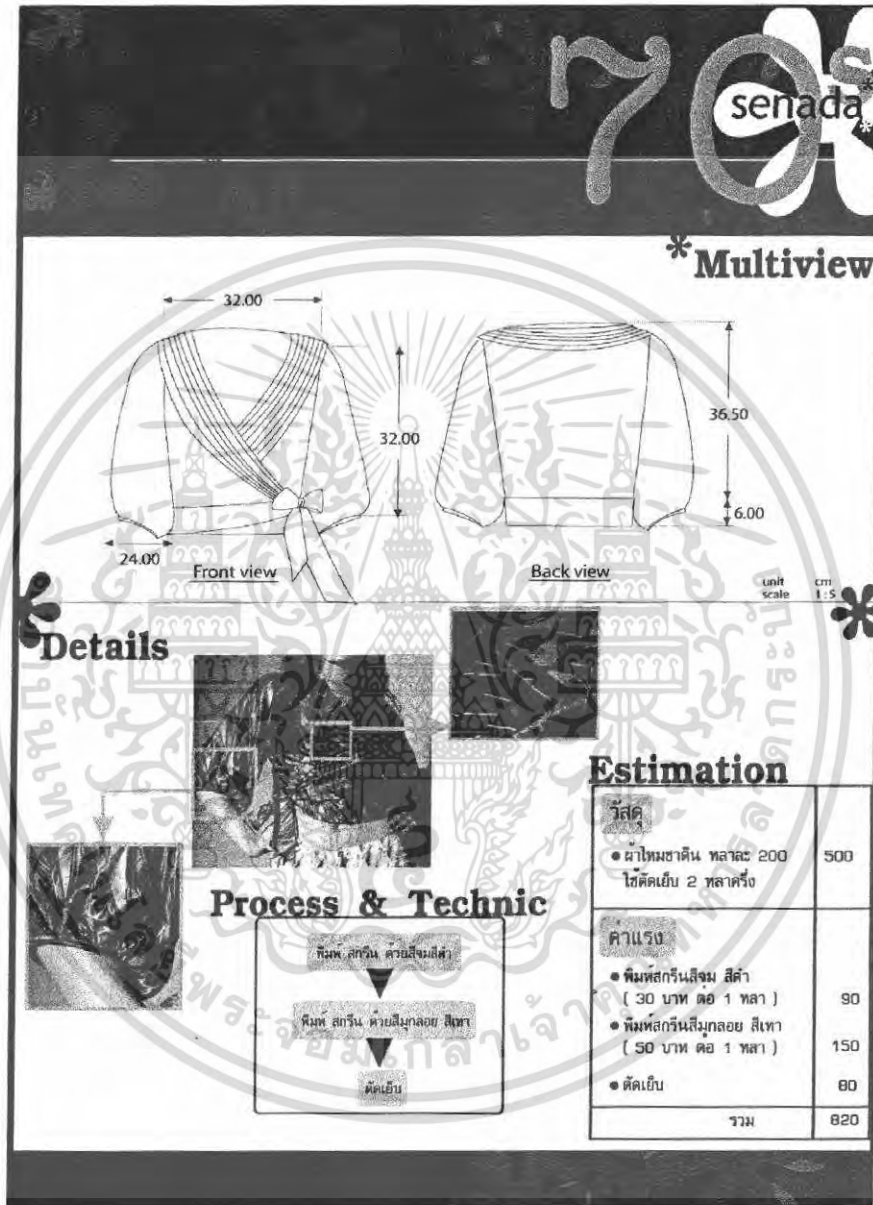 70s
senada*
*Multiview
32.00
32.00
24.00
Front view
36.50
6.00
Back view
unit cm
scale 1:5
Details
Process & Technic
พิมพ์ สกรีน ด้วยสีจมสีดำ
พิมพ์ สกรีน ด้วยสีมุกลอย สีเทา
ตัดเย็บ
Estimation
วัสดุ
● ผ้าไหมซาติน หลาละ 200 500
ใช้ตัดเย็บ 2 หลาครึ่ง
ค่าแรง
● พิมพ์สกรีนสีจม สีดำ
( 30 บาท ต่อ 1 หลา ) 90
● พิมพ์สกรีนสีมุกลอย สีเทา
( 50 บาท ต่อ 1 หลา ) 150
● ตัดเย็บ 80
รวม 820